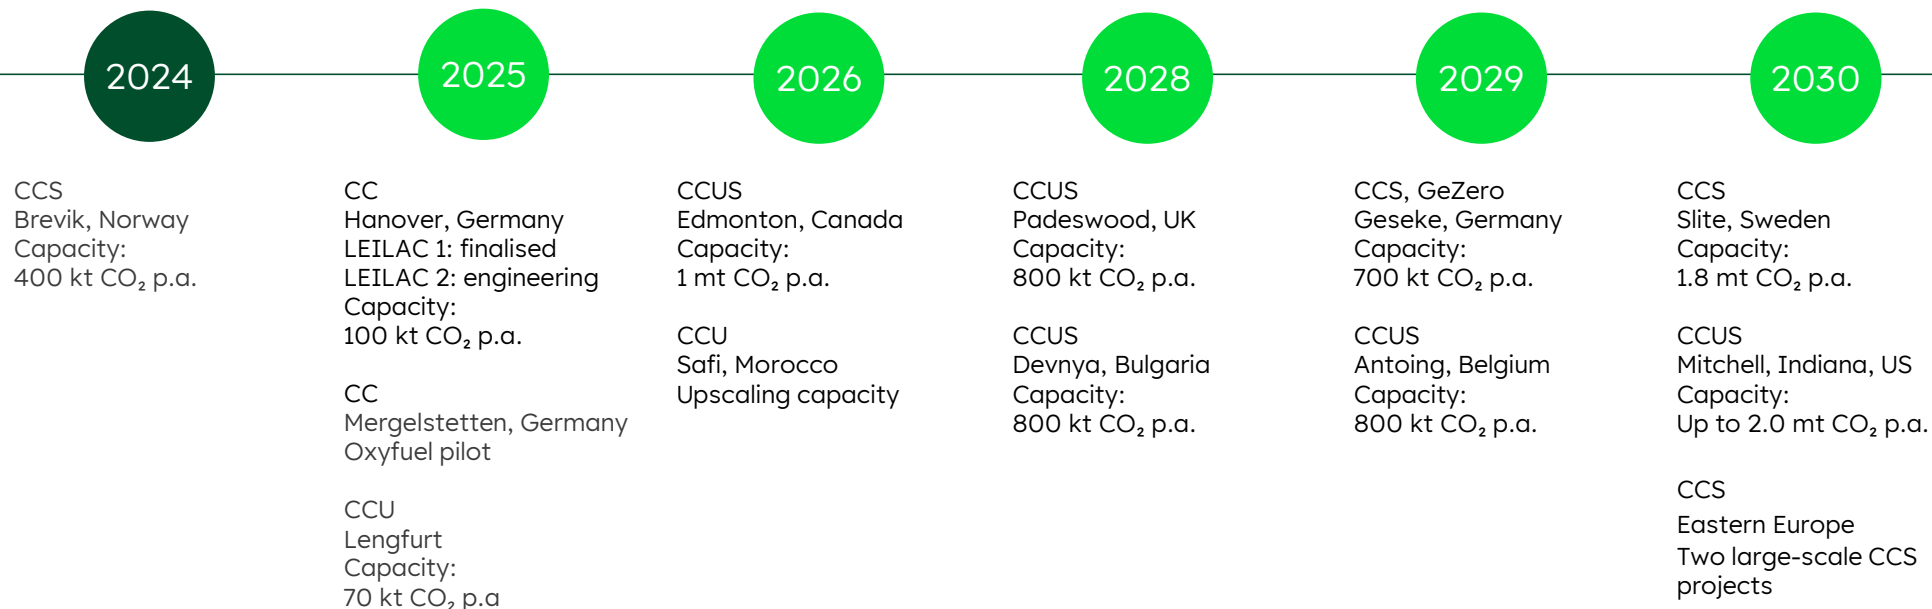 2024
2025
2026
2028
2029
2030
CCS
Brevik, Norway
Capacity:
400 kt CO₂ p.a.
CC
Hanover, Germany
LEILAC 1: finalised
LEILAC 2: engineering
Capacity:
100 kt CO₂ p.a.
CC
Mergelstetten, Germany
Oxyfuel pilot
CCU
Lengfurt
Capacity:
70 kt CO₂ p.a
CCUS
Edmonton, Canada
Capacity:
1 mt CO₂ p.a.
CCU
Safi, Morocco
Upscaling capacity
CCUS
Padeswood, UK
Capacity:
800 kt CO₂ p.a.
CCUS
Devnya, Bulgaria
Capacity:
800 kt CO₂ p.a.
CCS, GeZero
Geseke, Germany
Capacity:
700 kt CO₂ p.a.
CCUS
Antoing, Belgium
Capacity:
800 kt CO₂ p.a.
CCS
Slite, Sweden
Capacity:
1.8 mt CO₂ p.a.
CCUS
Mitchell, Indiana, US
Capacity:
Up to 2.0 mt CO₂ p.a.
CCS
Eastern Europe
Two large-scale CCS
projects